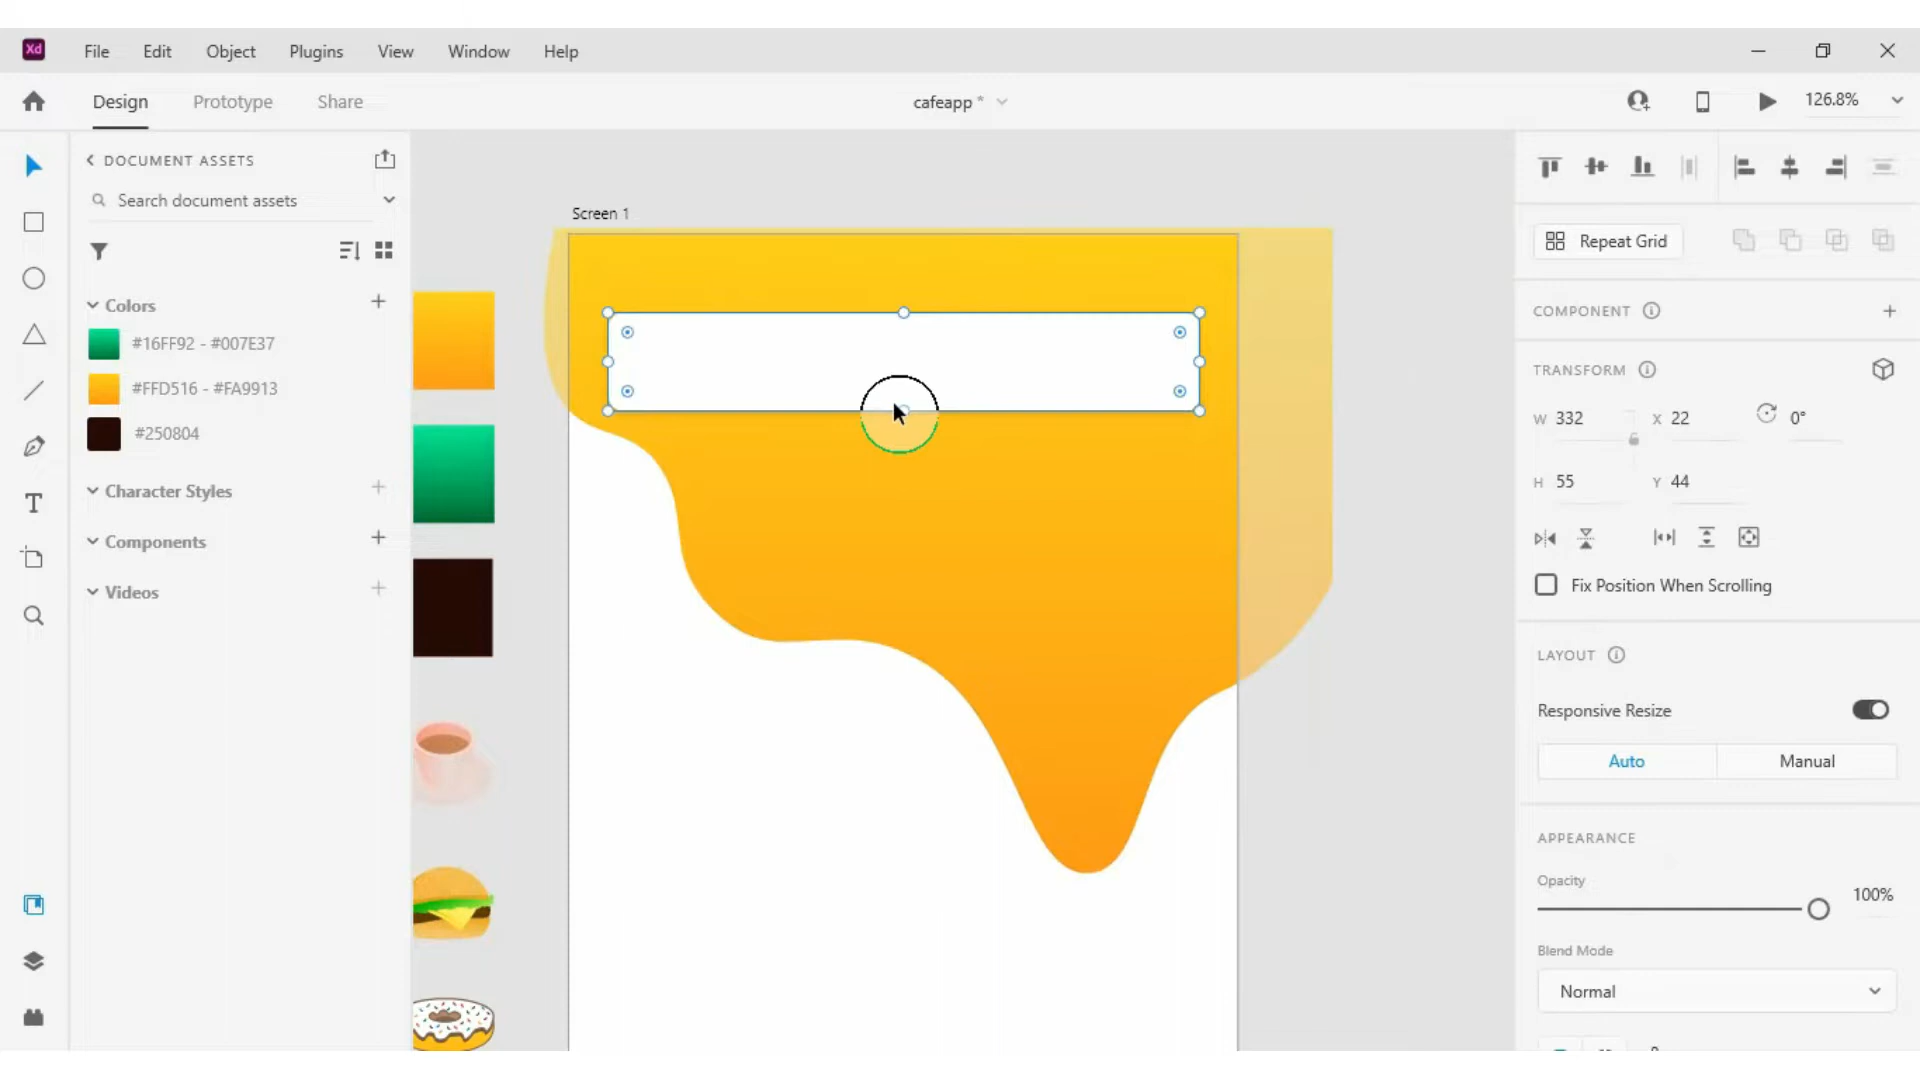 Xd File Edit Object Plugins View Window Help
Design Prototype Share cafeapp * 126.8%
DOCUMENT ASSETS
Search document assets
Screen 1
Repeat Grid
Colors
COMPONENT
#16FF92 - #007E37
TRANSFORM
#FFD516 - #FA9913
W 332 X 22 0°
#250804
H 55 Y 44
Character Styles
Components
Fix Position When Scrolling
Videos
LAYOUT
Responsive Resize
Auto Manual
APPEARANCE
Opacity
100%
Blend Mode
Normal